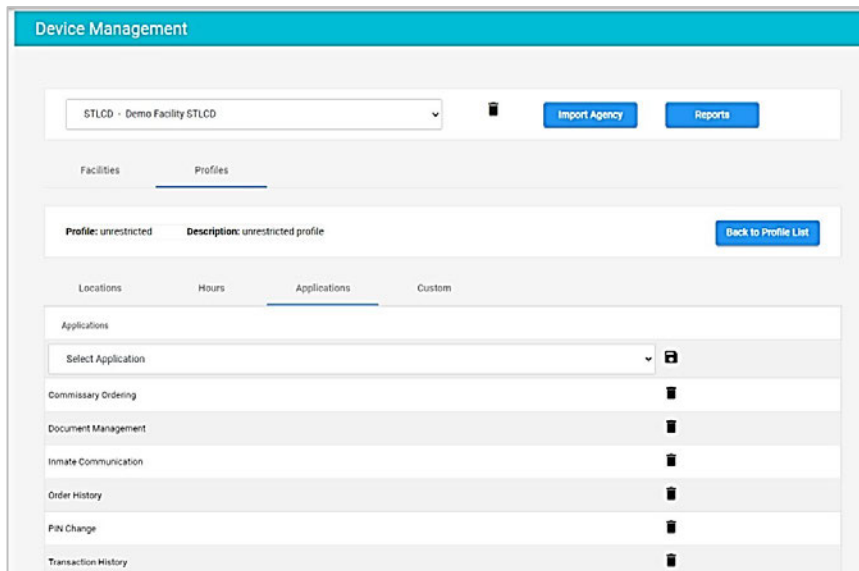 Device Management
STLCD - Demo Facility STLCD
Import Agency
Reports
Facilities Profiles
Profile: unrestricted Description: unrestricted profile
Back to Profile List
Locations Hours Applications Custom
Applications
Select Application
Commissary Ordering
Document Management
Inmate Communication
Order History
PIN Change
Transaction History